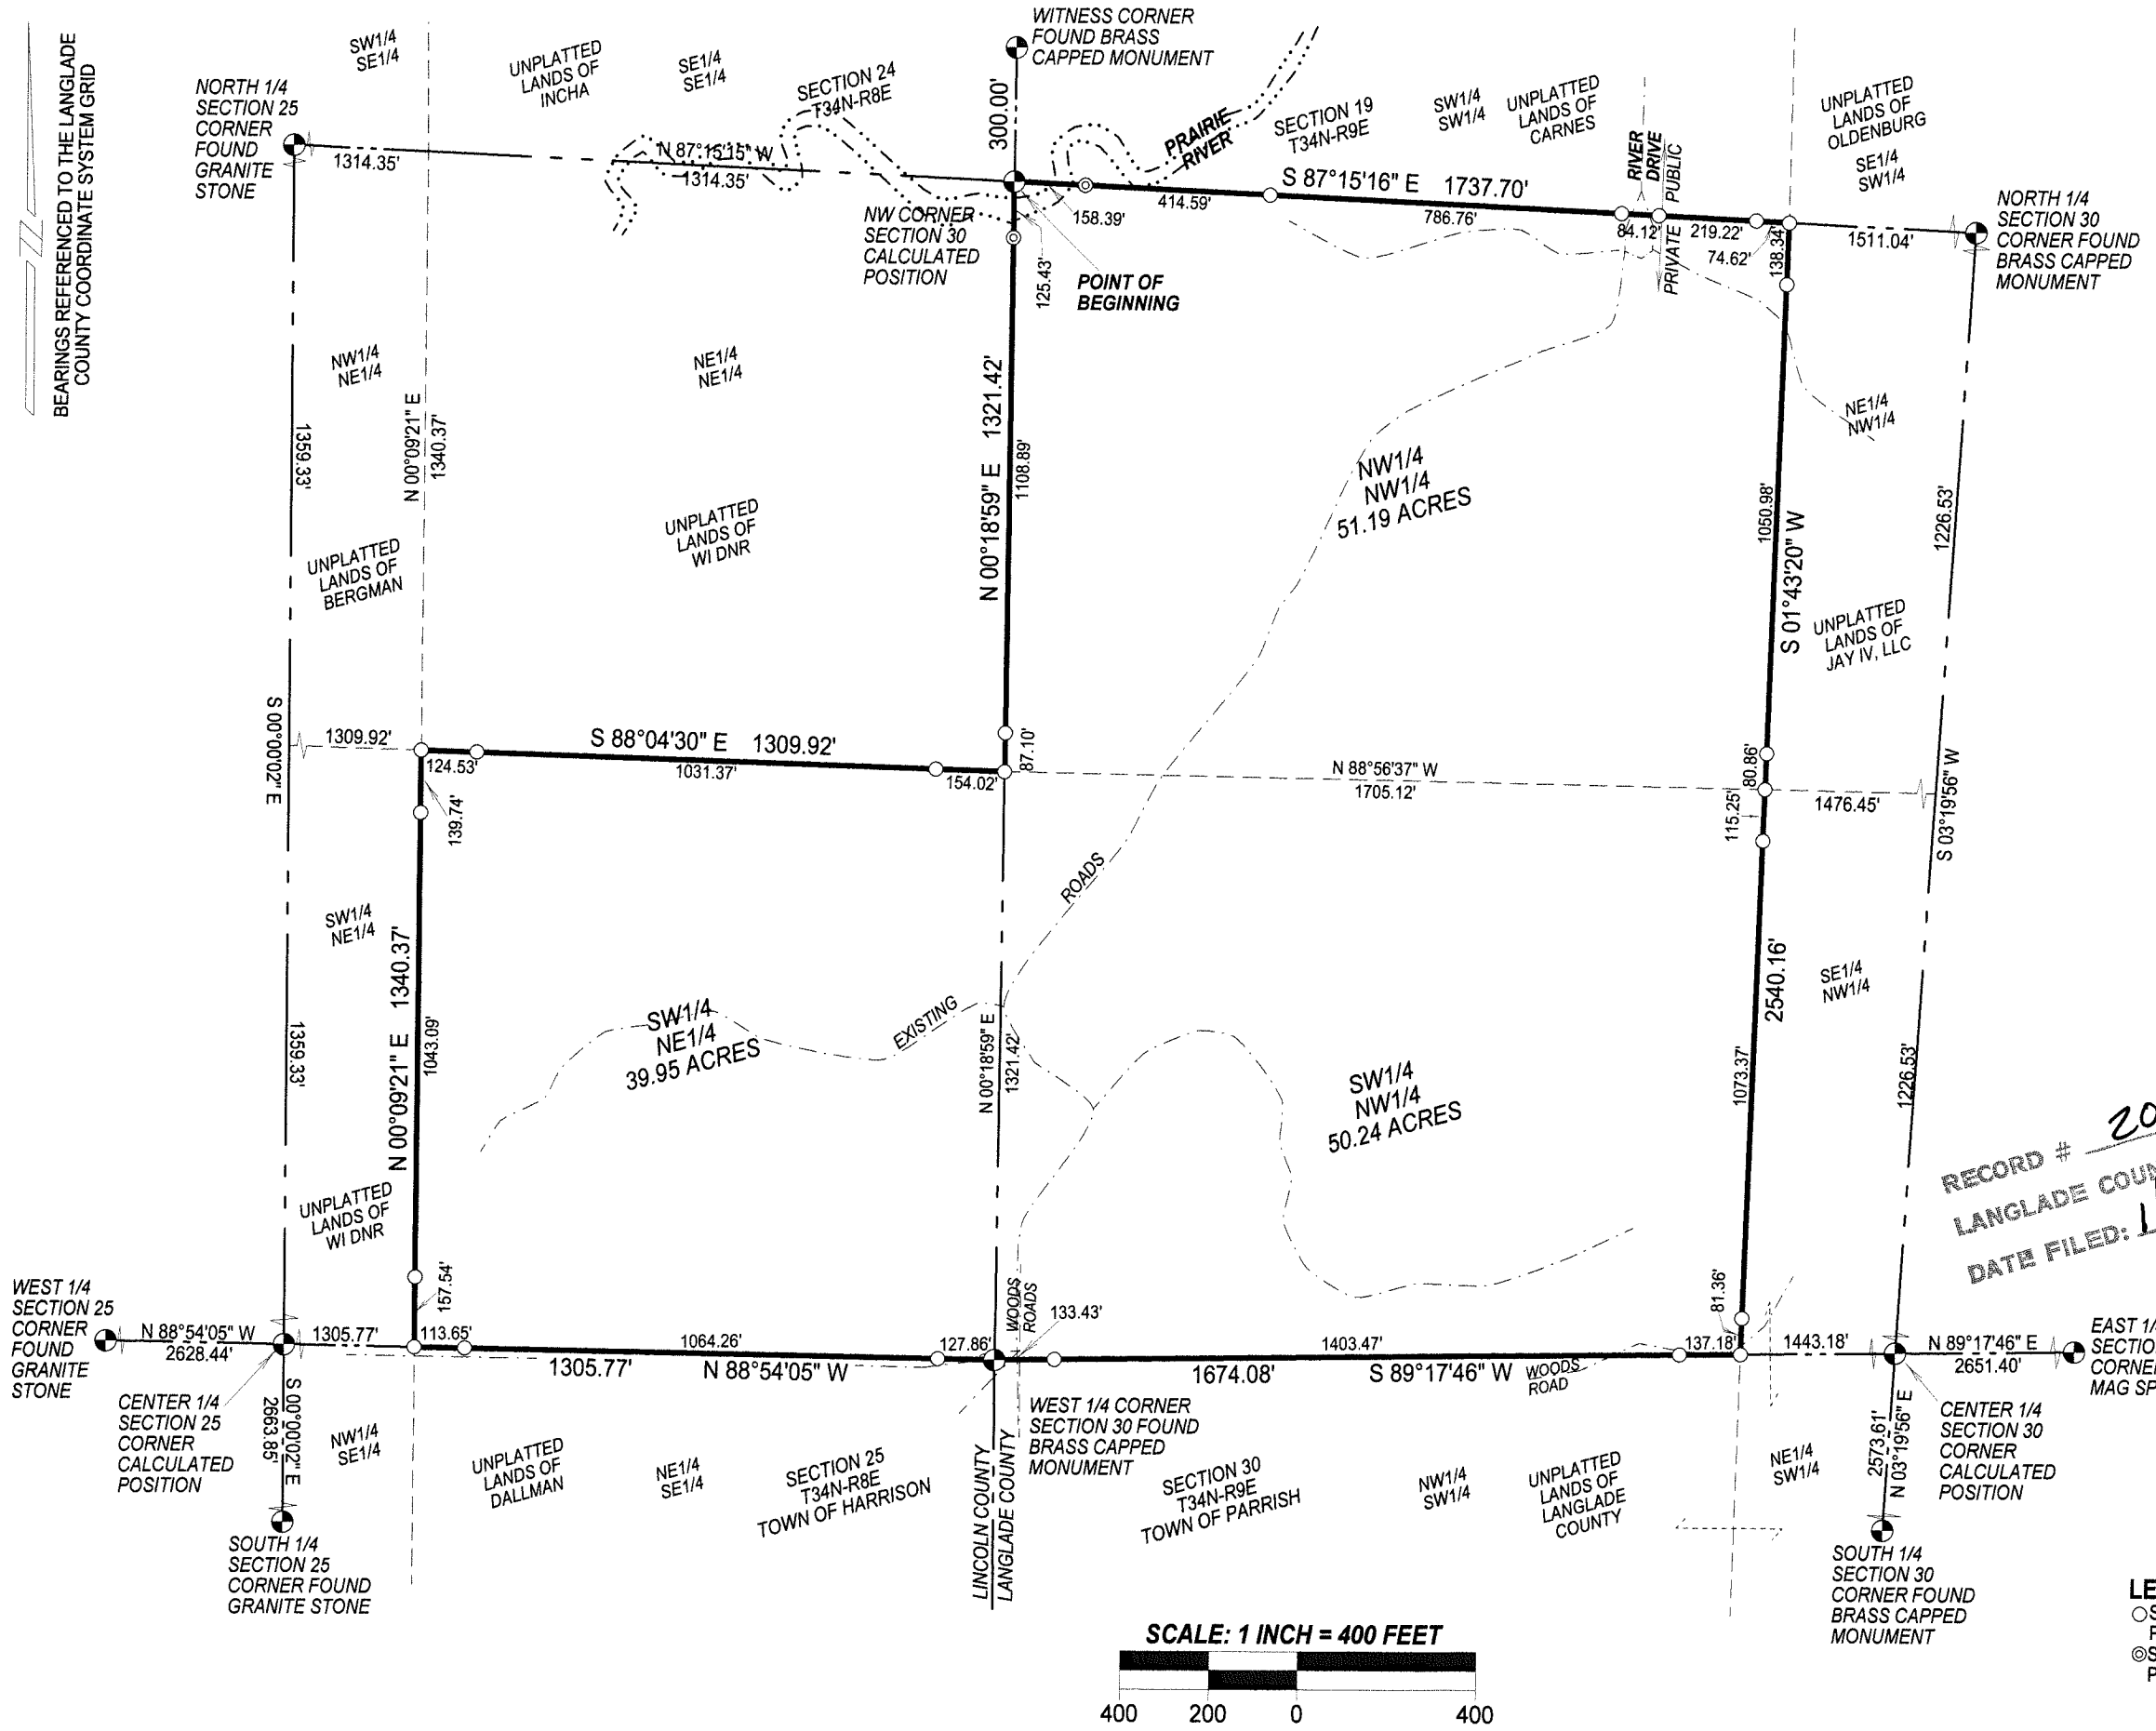 BEARINGS REFERENCED TO THE LANGLADE
COUNTY COORDINATE SYSTEM GRID
NORTH 1/4
SECTION 25
CORNER
FOUND
GRANITE
STONE
SW1/4
SE1/4
UNPLATTED
LANDS OF
INCHA
SE1/4
SE1/4
SECTION 24
T34N-R8E
WITNESS CORNER
FOUND BRASS
CAPPED MONUMENT
300.00'
PRAIRIE
RIVER
SECTION 19
T34N-R9E
SW1/4
SW1/4
UNPLATTED
LANDS OF
CARNES
RIVER
DRIVE
PUBLIC
PRIVATE
UNPLATTED
LANDS OF
OLDENBURG
SE1/4
SW1/4
NORTH 1/4
SECTION 30
CORNER FOUND
BRASS CAPPED
MONUMENT
1314.35'
N 87°15'15" W
1314.35'
NW CORNER
SECTION 30
CALCULATED
POSITION
158.39'
414.59'
S 87°15'16" E 1737.70'
786.76'
84.12'
219.22'
74.62'
138.34'
1511.04'
125.43'
POINT OF
BEGINNING
NW1/4
NE1/4
NE1/4
NE1/4
1359.33'
N 00°09'21" E
1340.37'
N 00°18'59" E 1321.42'
1108.89'
NW1/4
NW1/4
51.19 ACRES
NE1/4
NW1/4
1050.98'
S 01°43'20" W
1226.53'
UNPLATTED
LANDS OF
BERGMAN
UNPLATTED
LANDS OF
WI DNR
UNPLATTED
LANDS OF
JAY IV, LLC
S 00°00'02" E
1309.92'
S 88°04'30" E 1309.92'
124.53'
1031.37'
154.02'
87.10'
139.74'
N 88°56'37" W
1705.12'
80.86'
115.25'
1476.45'
S 03°19'56" W
ROADS
SW1/4
NE1/4
N 00°09'21" E 1340.37'
1043.09'
1359.33'
SW1/4
NE1/4
39.95 ACRES
EXISTING
N 00°18'59" E
1321.42'
SW1/4
NW1/4
50.24 ACRES
2540.16'
1073.37'
SE1/4
NW1/4
1226.53'
RECORD # 20
LANGLADE COUN
DATE FILED:
UNPLATTED
LANDS OF
WI DNR
157.54'
WOODS
ROADS
133.43'
81.36'
WEST 1/4
SECTION 25
CORNER
FOUND
GRANITE
STONE
N 88°54'05" W
2628.44'
1305.77'
113.65'
1064.26'
127.86'
1305.77' N 88°54'05" W
1403.47'
1674.08' S 89°17'46" W
WOODS
ROAD
137.18'
1443.18'
N 89°17'46" E
2651.40'
EAST 1/
SECTIO
CORNE
MAG SP
CENTER 1/4
SECTION 25
CORNER
CALCULATED
POSITION
S 00°00'02" E
2663.85'
NW1/4
SE1/4
UNPLATTED
LANDS OF
DALLMAN
NE1/4
SE1/4
SECTION 25
T34N-R8E
TOWN OF HARRISON
LINCOLN COUNTY
LANGLADE COUNTY
WEST 1/4 CORNER
SECTION 30 FOUND
BRASS CAPPED
MONUMENT
SECTION 30
T34N-R9E
TOWN OF PARRISH
NW1/4
SW1/4
UNPLATTED
LANDS OF
LANGLADE
COUNTY
NE1/4
SW1/4
2573.61'
N 03°19'56" E
CENTER 1/4
SECTION 30
CORNER
CALCULATED
POSITION
SOUTH 1/4
SECTION 25
CORNER FOUND
GRANITE STONE
SOUTH 1/4
SECTION 30
CORNER FOUND
BRASS CAPPED
MONUMENT
LE
S
P
S
P
SCALE: 1 INCH = 400 FEET
400 200 0 400